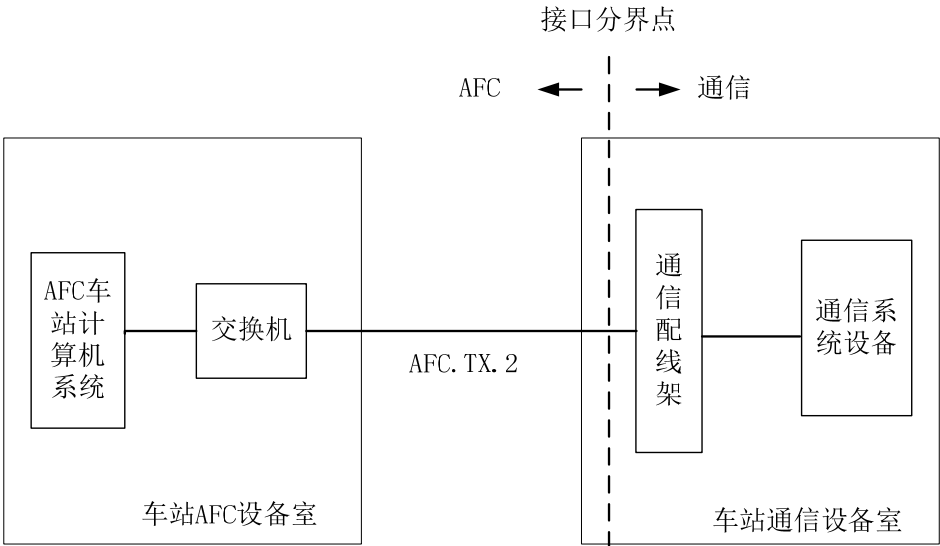 接口分界点
AFC
通信
AFC车
站计
算机
系统
交换机
AFC.TX.2
通
信
配
线
架
通信系
统设备
车站AFC设备室
车站通信设备室